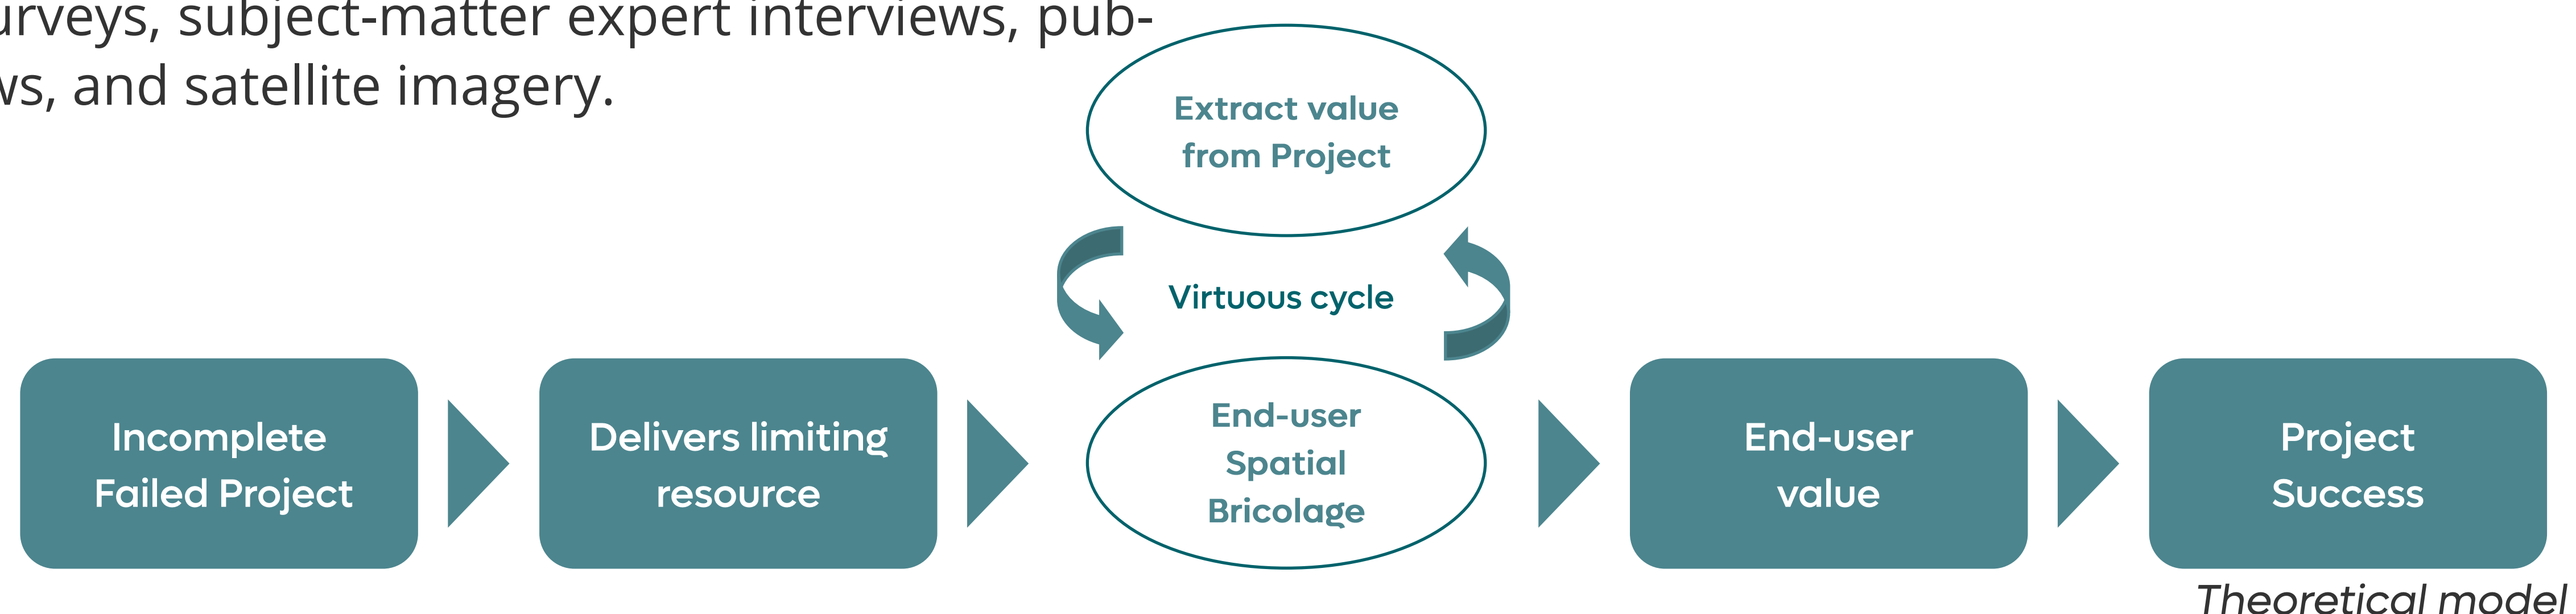 urveys, subject-matter expert interviews, pub-
ws, and satellite imagery.
Extract value
from Project
Virtuous cycle
Incomplete
Failed Project
Delivers limiting
resource
End-user
Spatial
Bricolage
End-user
value
Project
Success
Theoretical model